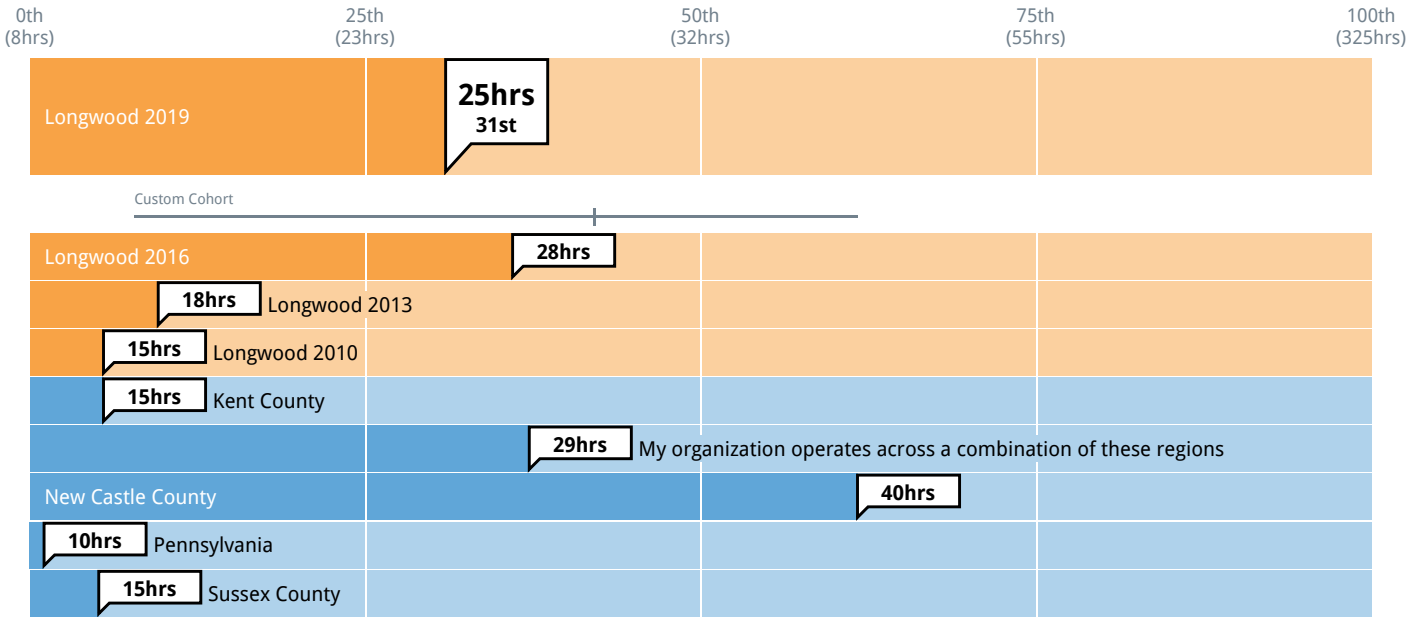 0th 25th 50th 75th 100th
(8hrs) (23hrs) (32hrs) (55hrs) (325hrs)
Longwood 2019 25hrs
31st
Custom Cohort
Longwood 2016 28hrs
18hrs Longwood 2013
15hrs Longwood 2010
15hrs Kent County
29hrs My organization operates across a combination of these regions
New Castle County 40hrs
10hrs Pennsylvania
15hrs Sussex County